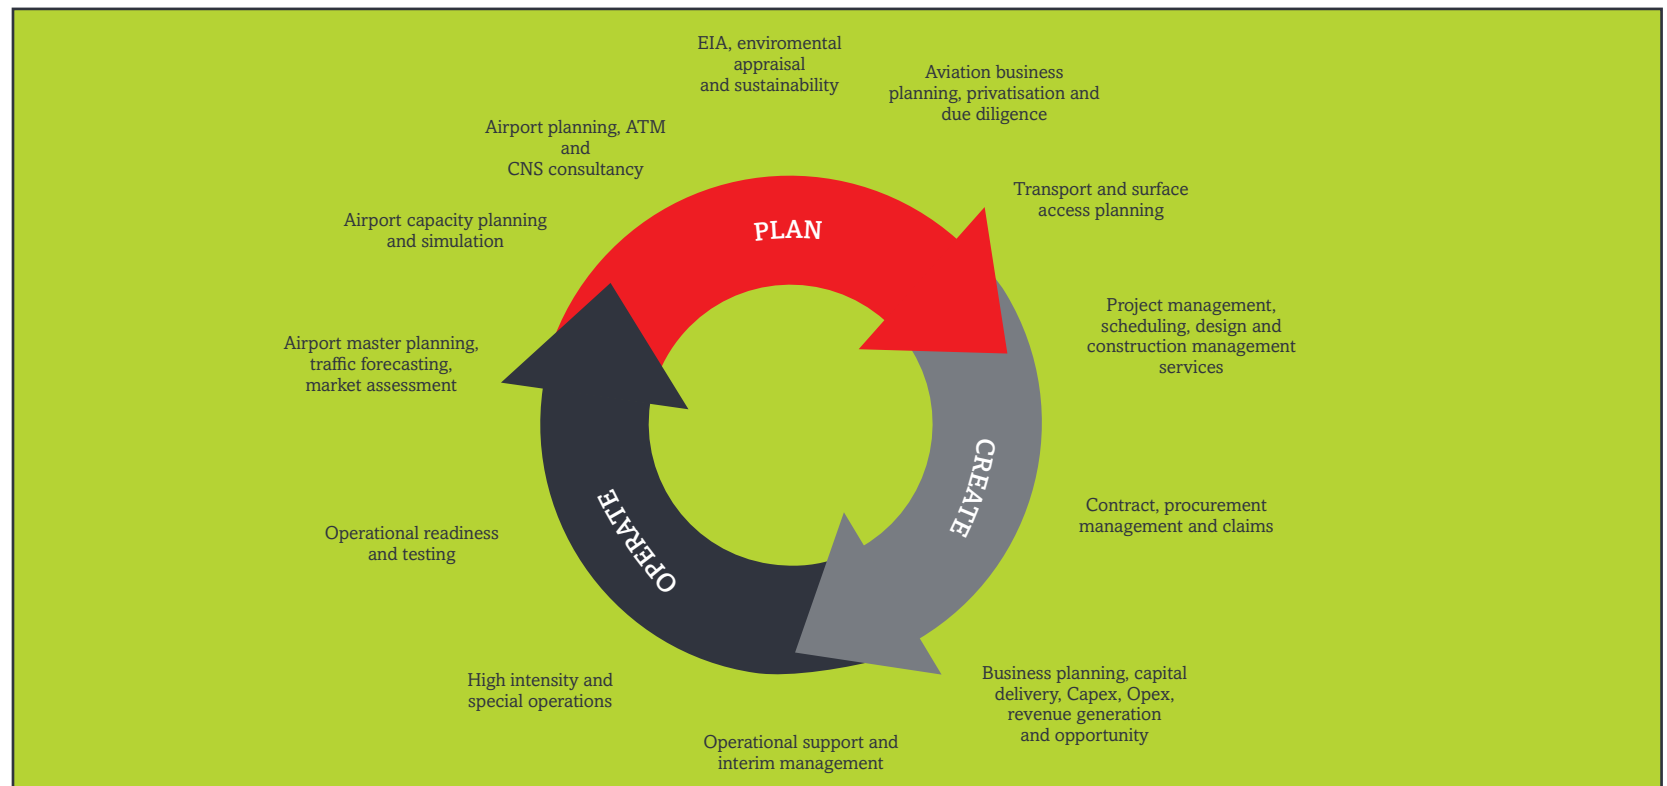 EIA, enviromental
appraisal
and sustainability
Aviation business
planning, privatisation and
due diligence
Airport planning, ATM
and
CNS consultancy
Transport and surface
access planning
Airport capacity planning
and simulation
PLAN
Project management,
scheduling, design and
construction management
services
Airport master planning,
traffic forecasting,
market assessment
CREATE
Contract, procurement
management and claims
OPERATE
Operational readiness
and testing
Business planning, capital
delivery, Capex, Opex,
revenue generation
and opportunity
High intensity and
special operations
Operational support and
interim management